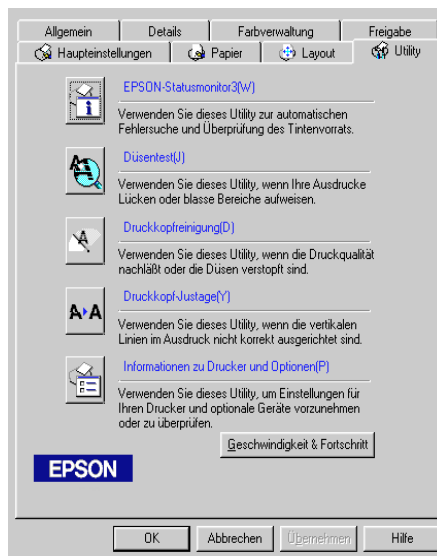 Allgemein Details Farbverwaltung Freigabe
Haupteinstellungen Papier Layout Utility
EPSON-Statusmonitor3(W)
Verwenden Sie dieses Utility zur automatischen
Fehlersuche und Überprüfung des Tintenvorrats.
Düsentest(J)
Verwenden Sie dieses Utility, wenn Ihre Ausdrucke
Lücken oder blasse Bereiche aufweisen.
Druckkopfreinigung(D)
Verwenden Sie dieses Utility, wenn die Druckqualität
nachläßt oder die Düsen verstopft sind.
Druckkopf-Justage(Y)
Verwenden Sie dieses Utility, wenn die vertikalen
Linien im Ausdruck nicht korrekt ausgerichtet sind.
Informationen zu Drucker und Optionen(P)
Verwenden Sie dieses Utility, um Einstellungen für
Ihren Drucker und optionale Geräte vorzunehmen
oder zu überprüfen.
Geschwindigkeit & Fortschritt
EPSON
OK Abbrechen Übernehmen Hilfe